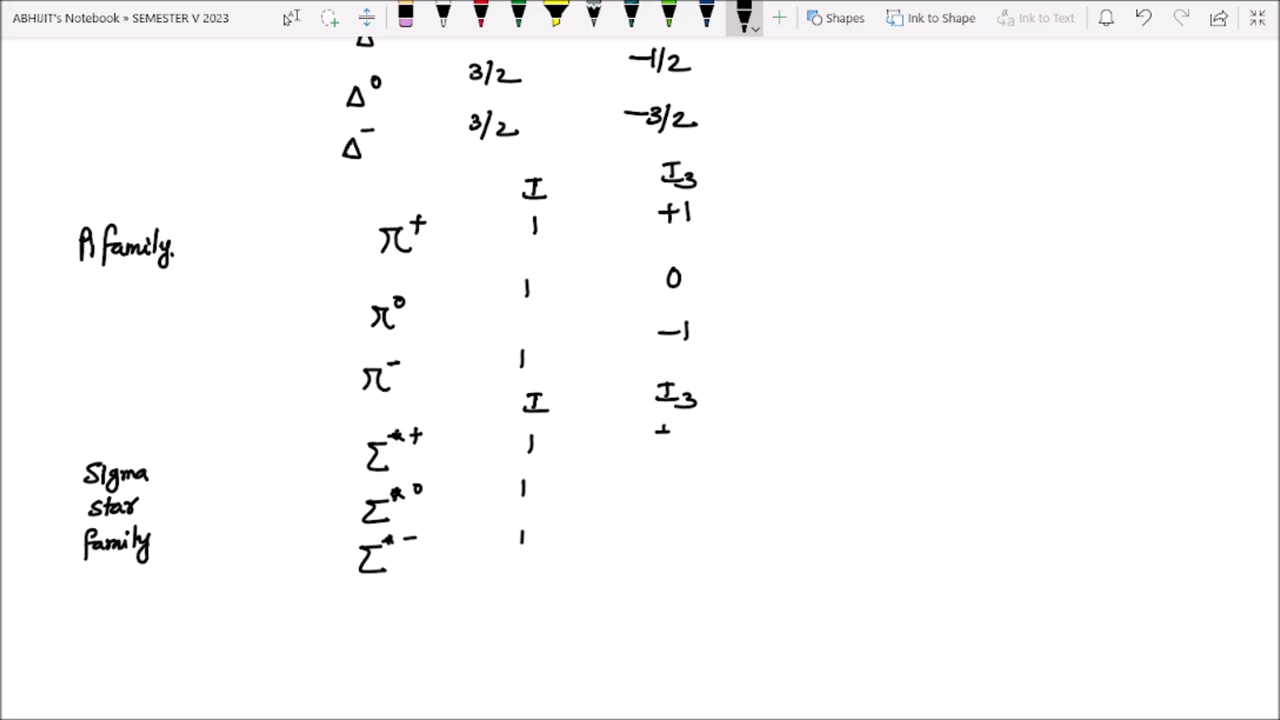 ABHIJIT's Notebook » SEMESTER V 2023 Shapes Ink to Shape Ink to Text
Δ
3/2 -1/2
Δ⁰
3/2 -3/2
Δ⁻
I I₃
π⁺ 1 +1
A family.
1 0
π⁰
-1
π⁻ 1
I I₃
Σ*⁺ 1 +
Sigma
Σ*⁰ 1
star
family Σ*⁻ 1